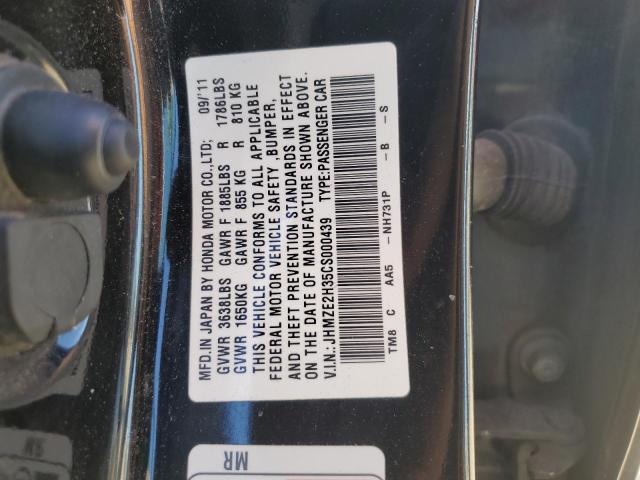 MFD.IN JAPAN BY HONDA MOTOR CO.,LTD; 09/11
GVWR 3638LBS GAWR F 1885LBS R 1786LBS
GVWR 1650KG GAWR F 855 KG R 810 KG
THIS VEHICLE CONFORMS TO ALL APPLICABLE
FEDERAL MOTOR VEHICLE SAFETY ,BUMPER,
AND THEFT PREVENTION STANDARDS IN EFFECT
ON THE DATE OF MANUFACTURE SHOWN ABOVE.
V.I.N.:JHMZE2H35CS000439 TYPE:PASSENGER CAR
TM8 C AA5 -NH731P -B -S
MR